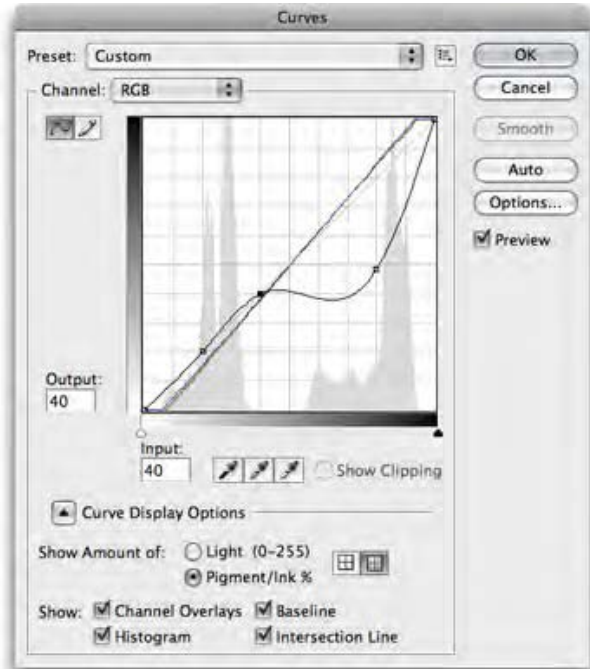 Curves
Preset: Custom
OK
Channel: RGB
Cancel
Smooth
Auto
Options...
Preview
Output:
40
Input:
40
Show Clipping
Curve Display Options
Show Amount of: Light (0-255)
Pigment/Ink %
Show: Channel Overlays Baseline
Histogram Intersection Line